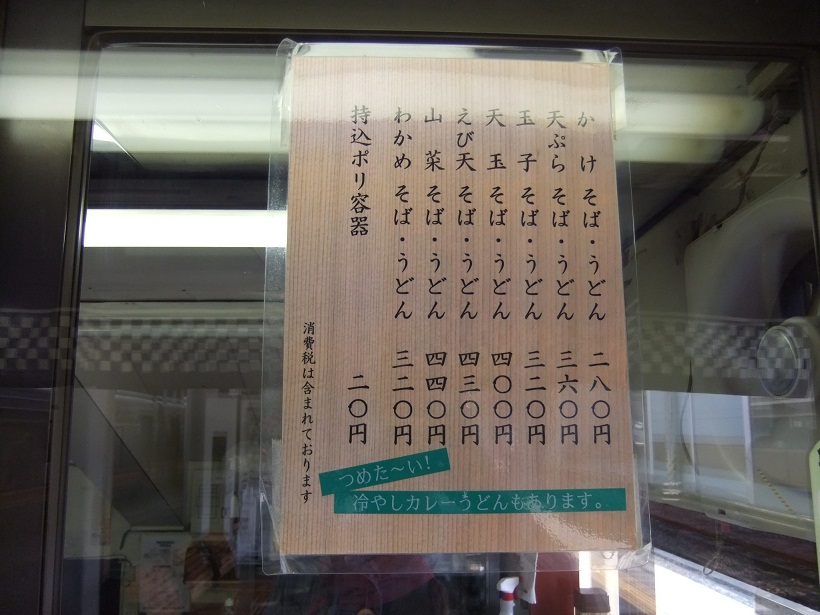 かけそば・うどん 二八〇円
天ぷらそば・うどん 三六〇円
玉子そば・うどん 三二〇円
天玉そば・うどん 四〇〇円
えび天そば・うどん 四三〇円
山菜そば・うどん 四四〇円
わかめそば・うどん 三二〇円
持込ポリ容器 二〇円
消費税は含まれております
つめた～い!
冷やしカレーうどんもあります。